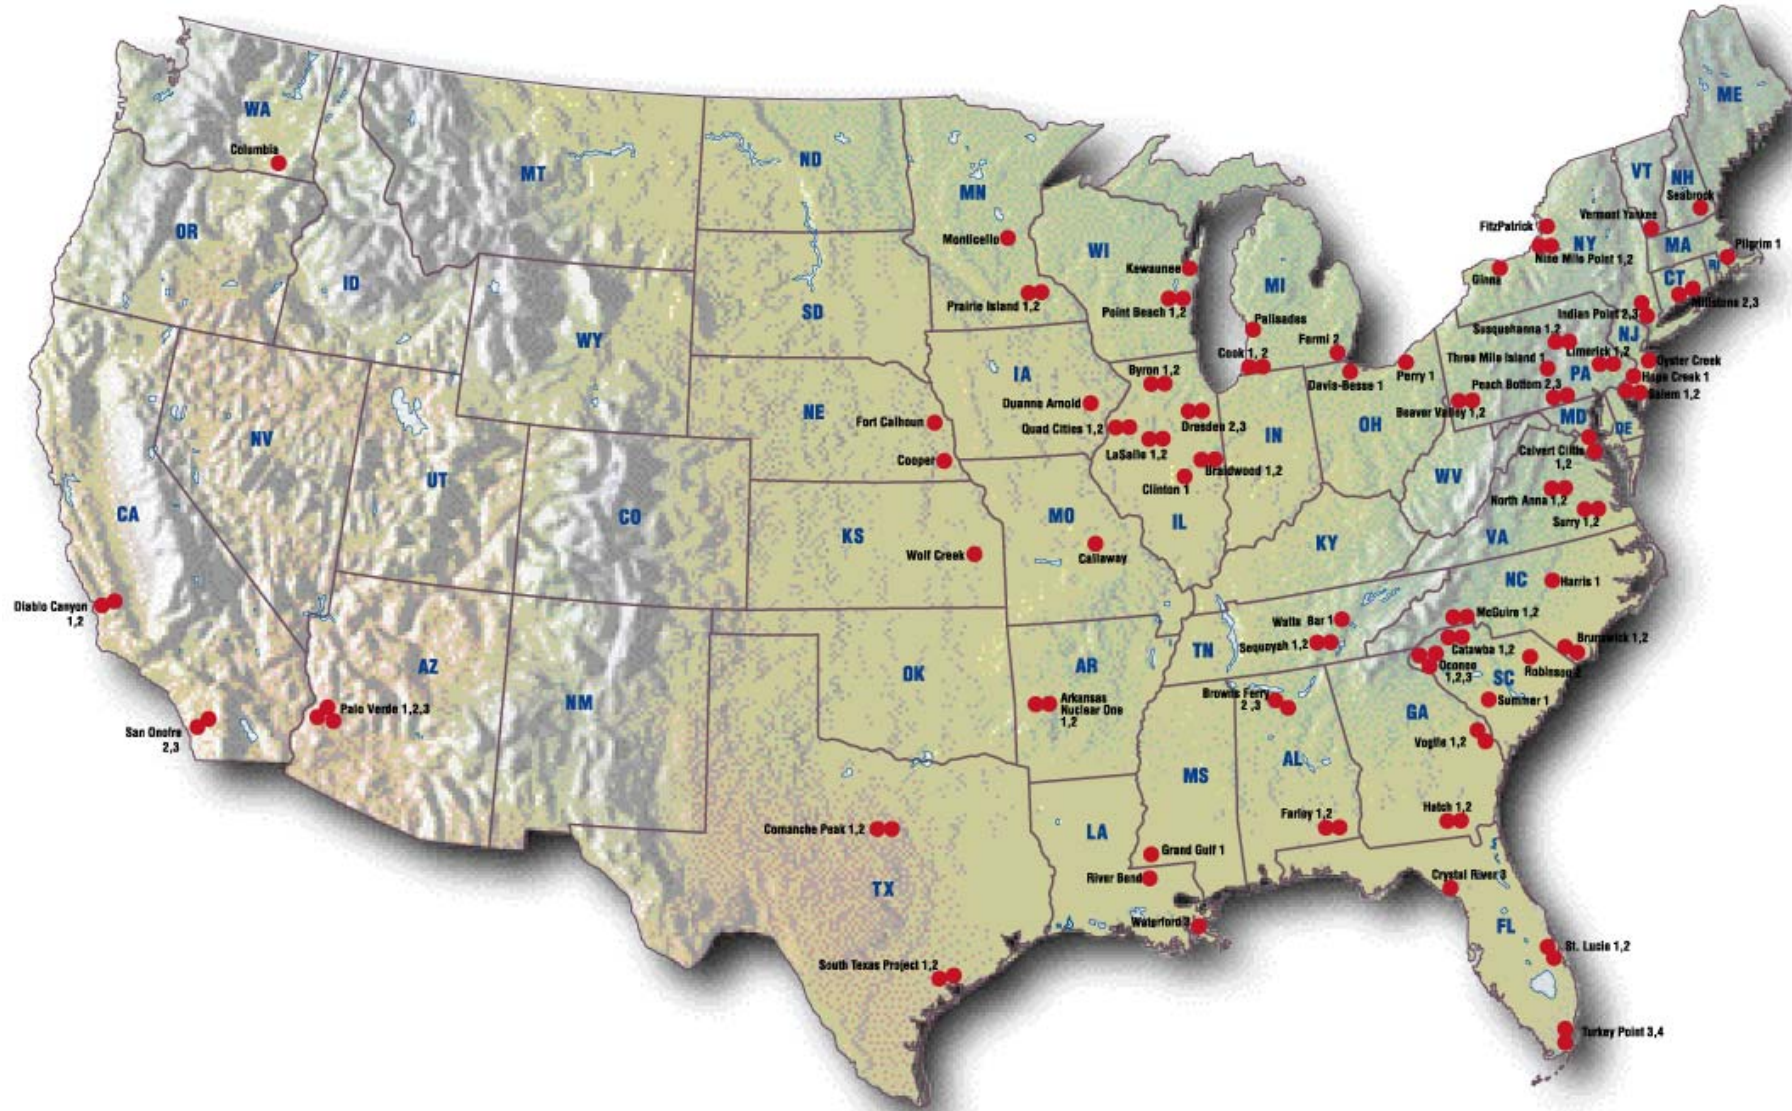 WA
Columbia
MT
ND
MN
ME
VT
NH
Seabrook
OR
ID
Monticello
WI
Kewaunee
MI
FitzPatrick
Vermont Yankee
NY
Nine Mile Point 1,2
MA
Pilgrim 1
Ginna
CT
RI
Millstone 2,3
SD
WY
Prairie Island 1,2
Point Beach 1,2
Palisades
Fermi 2
Cook 1, 2
Davis-Besse 1
Perry 1
Indian Point 2,3
Susquehanna 1,2
NJ
Limerick 1,2
Three Mile Island 1
Oyster Creek
PA
Hope Creek 1
Peach Bottom 2,3
Salem 1,2
Beaver Valley 1,2
IA
Byron 1,2
Duanne Arnold
NE
Fort Calhoun
Quad Cities 1,2
Dresden 2,3
IN
OH
MD
DE
NV
UT
Cooper
LaSalle 1,2
Braidwood 1,2
Clinton 1
WV
Calvert Cliffs
1,2
North Anna 1,2
Surry 1,2
CA
CO
KS
MO
IL
KY
VA
Wolf Creek
Callaway
NC
Harris 1
Diablo Canyon
1,2
Watts Bar 1
McGuire 1,2
TN
Sequoyah 1,2
Catawba 1,2
Brunswick 1,2
AZ
NM
OK
AR
Oconee
1,2,3
Robinson 2
SC
Palo Verde 1,2,3
Arkansas
Nuclear One
1,2
Browns Ferry
2 ,3
GA
Summer 1
San Onofre
2,3
Vogtle 1,2
MS
AL
Comanche Peak 1,2
LA
Farley 1,2
Hatch 1,2
Grand Gulf 1
TX
River Bend
Crystal River 3
Waterford 3
FL
St. Lucie 1,2
South Texas Project 1,2
Turkey Point 3,4